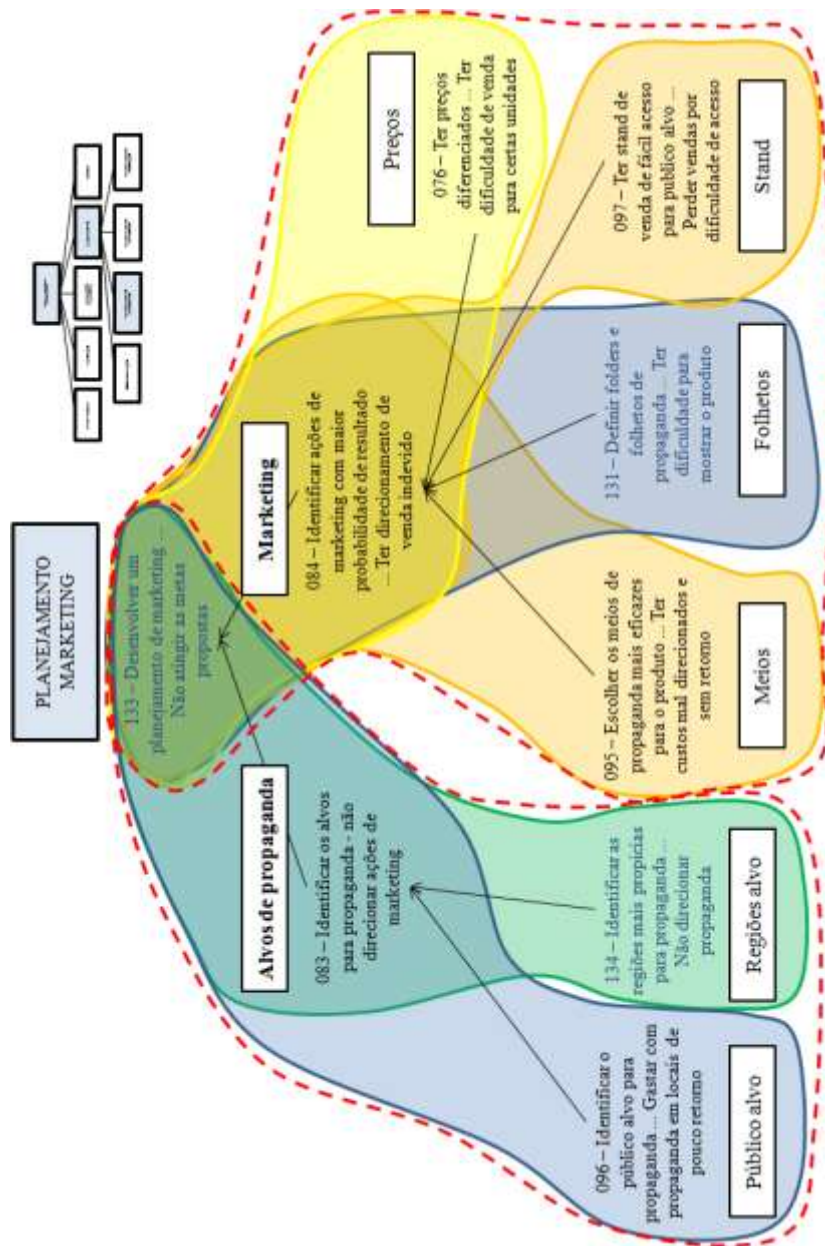 PLANEJAMENTO
MARKETING
133 – Desenvolver um
planejamento de marketing ...
Não atingir as metas
propostas
Alvos de propaganda
083 – Identificar os alvos
para propaganda - não
direcionar ações de
marketing
Marketing
084 – Identificar ações de
marketing com maior
probabilidade de resultado
... Ter direcionamento de
venda indevido
Preços
076 – Ter preços
diferenciados ... Ter
dificuldade de venda
para certas unidades
096 – Identificar o
público alvo para
propaganda ... Gastar com
propaganda em locais de
pouco retorno
Público alvo
134 – Identificar as
regiões mais propícias
para propaganda ...
Não direcionar
propaganda
Regiões alvo
095 – Escolher os meios de
propaganda mais eficazes
para o produto ... Ter
custos mal direcionados e
sem retorno
Meios
131 – Definir folders e
folhetos de
propaganda ... Ter
dificuldade para
mostrar o produto
Folhetos
097 – Ter stand de
venda de fácil acesso
para publico alvo ...
Perder vendas por
dificuldade de acesso
Stand